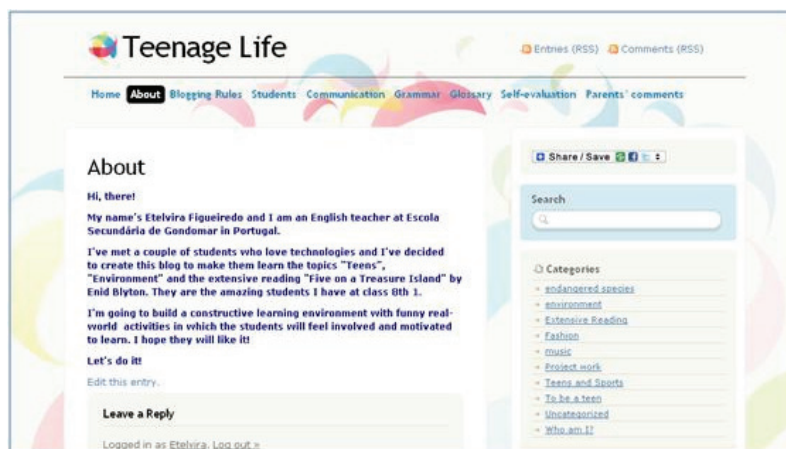 Teenage Life
Entries (RSS) Comments (RSS)
Home About Blogging Rules Students Communication Grammar Glossary Self-evaluation Parents' comments
About
Hi, there!
My name's Etelvira Figueiredo and I am an English teacher at Escola
Secundária de Gondomar in Portugal.
I've met a couple of students who love technologies and I've decided
to create this blog to make them learn the topics "Teens",
"Environment" and the extensive reading "Five on a Treasure Island" by
Enid Blyton. They are the amazing students I have at class 8th 1.
I'm going to build a constructive learning environment with funny real-
world activities in which the students will feel involved and motivated
to learn. I hope they will like it!
Let's do it!
Edit this entry.
Leave a Reply
Logged in as Etelvira. Log out »
Share / Save
Search
Categories
endangered species
environment
Extensive Reading
Fashion
music
Project work
Teens and Sports
To be a teen
Uncategorized
Who am I?